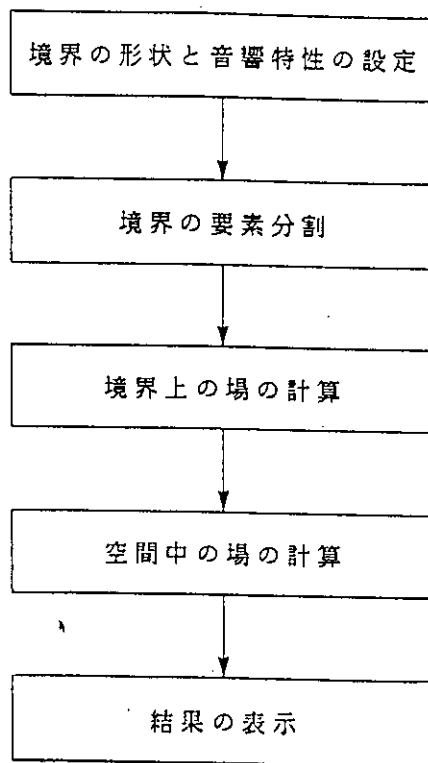 境界の形状と音響特性の設定
境界の要素分割
境界上の場の計算
空間中の場の計算
結果の表示